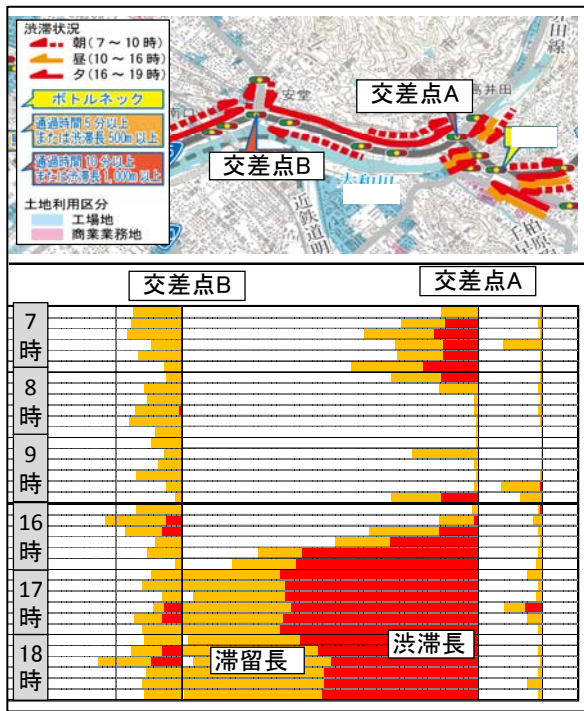 渋滞状況
朝(7～10時)
昼(10～16時)
夕(16～19時)
ボトルネック
通過時間5分以上
または渋滞長500m以上
通過時間10分以上
または渋滞長1,000m以上
土地利用区分
工場地
商業業務地
安堂
交差点A
高井田
交差点B
大和川
近鉄道明
柏原
交差点B
交差点A
7
時
8
時
9
時
16
時
17
時
18
時
滞留長
渋滞長